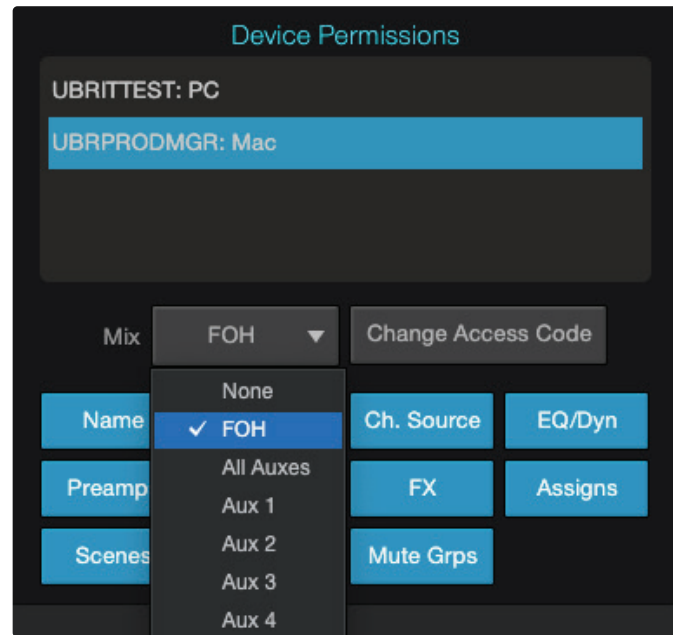 Device Permissions
UBRITTEST: PC
UBRPRODMGR: Mac
Mix FOH Change Access Code
None
Name ✓ FOH Ch. Source EQ/Dyn
All Auxes
Preamp Aux 1 FX Assigns
Aux 2
Scenes Aux 3 Mute Grps
Aux 4